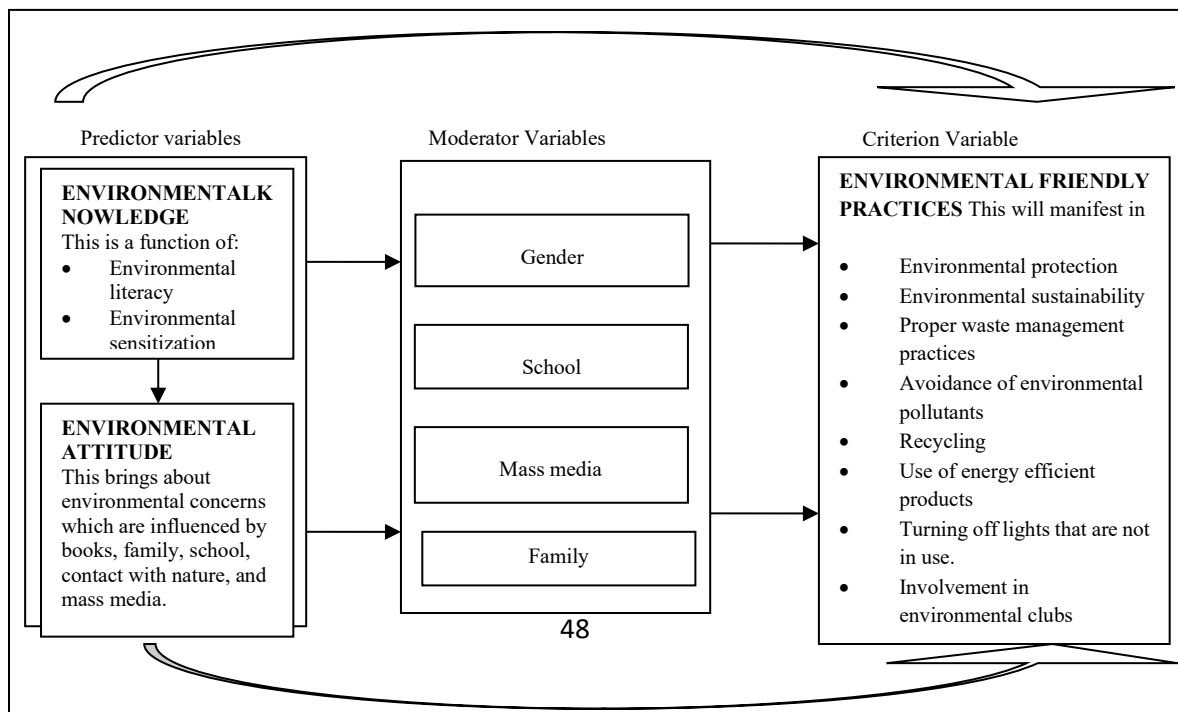 Predictor variables
Moderator Variables
Criterion Variable
ENVIRONMENTALK
NOWLEDGE
This is a function of:
• Environmental
literacy
• Environmental
sensitization
ENVIRONMENTAL
ATTITUDE
This brings about
environmental concerns
which are influenced by
books, family, school,
contact with nature, and
mass media.
Gender
School
Mass media
Family
48
ENVIRONMENTAL FRIENDLY
PRACTICES This will manifest in
• Environmental protection
• Environmental sustainability
• Proper waste management
practices
• Avoidance of environmental
pollutants
• Recycling
• Use of energy efficient
products
• Turning off lights that are not
in use.
• Involvement in
environmental clubs